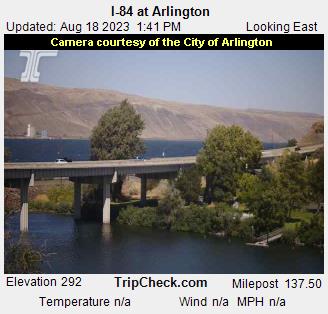 I-84 at Arlington
Updated: Aug 18 2023 1:41 PM Looking East
Camera courtesy of the City of Arlington
Elevation 292 TripCheck.com Milepost 137.50
Temperature n/a Wind n/a MPH n/a